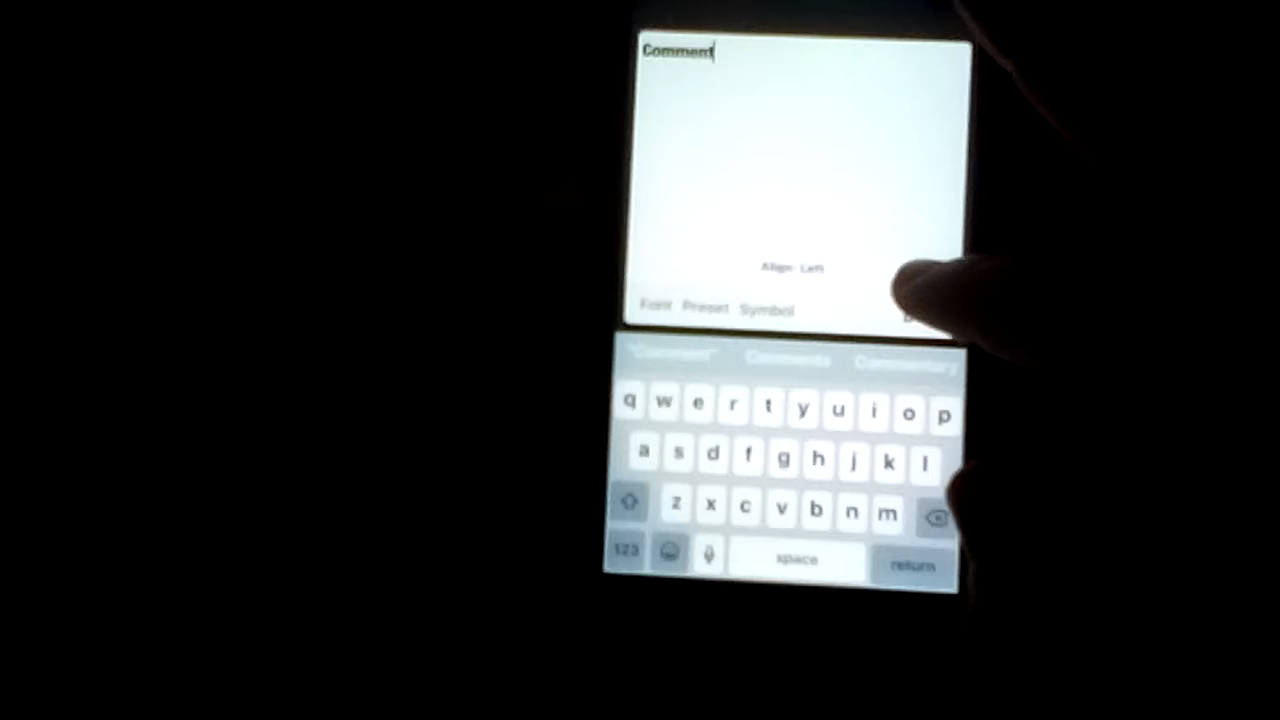 Comment
Align: Left
Font Preset Symbol
"Comment" Comments Commentary
q w e r t y u i o p
a s d f g h j k l
z x c v b n m
123 space return